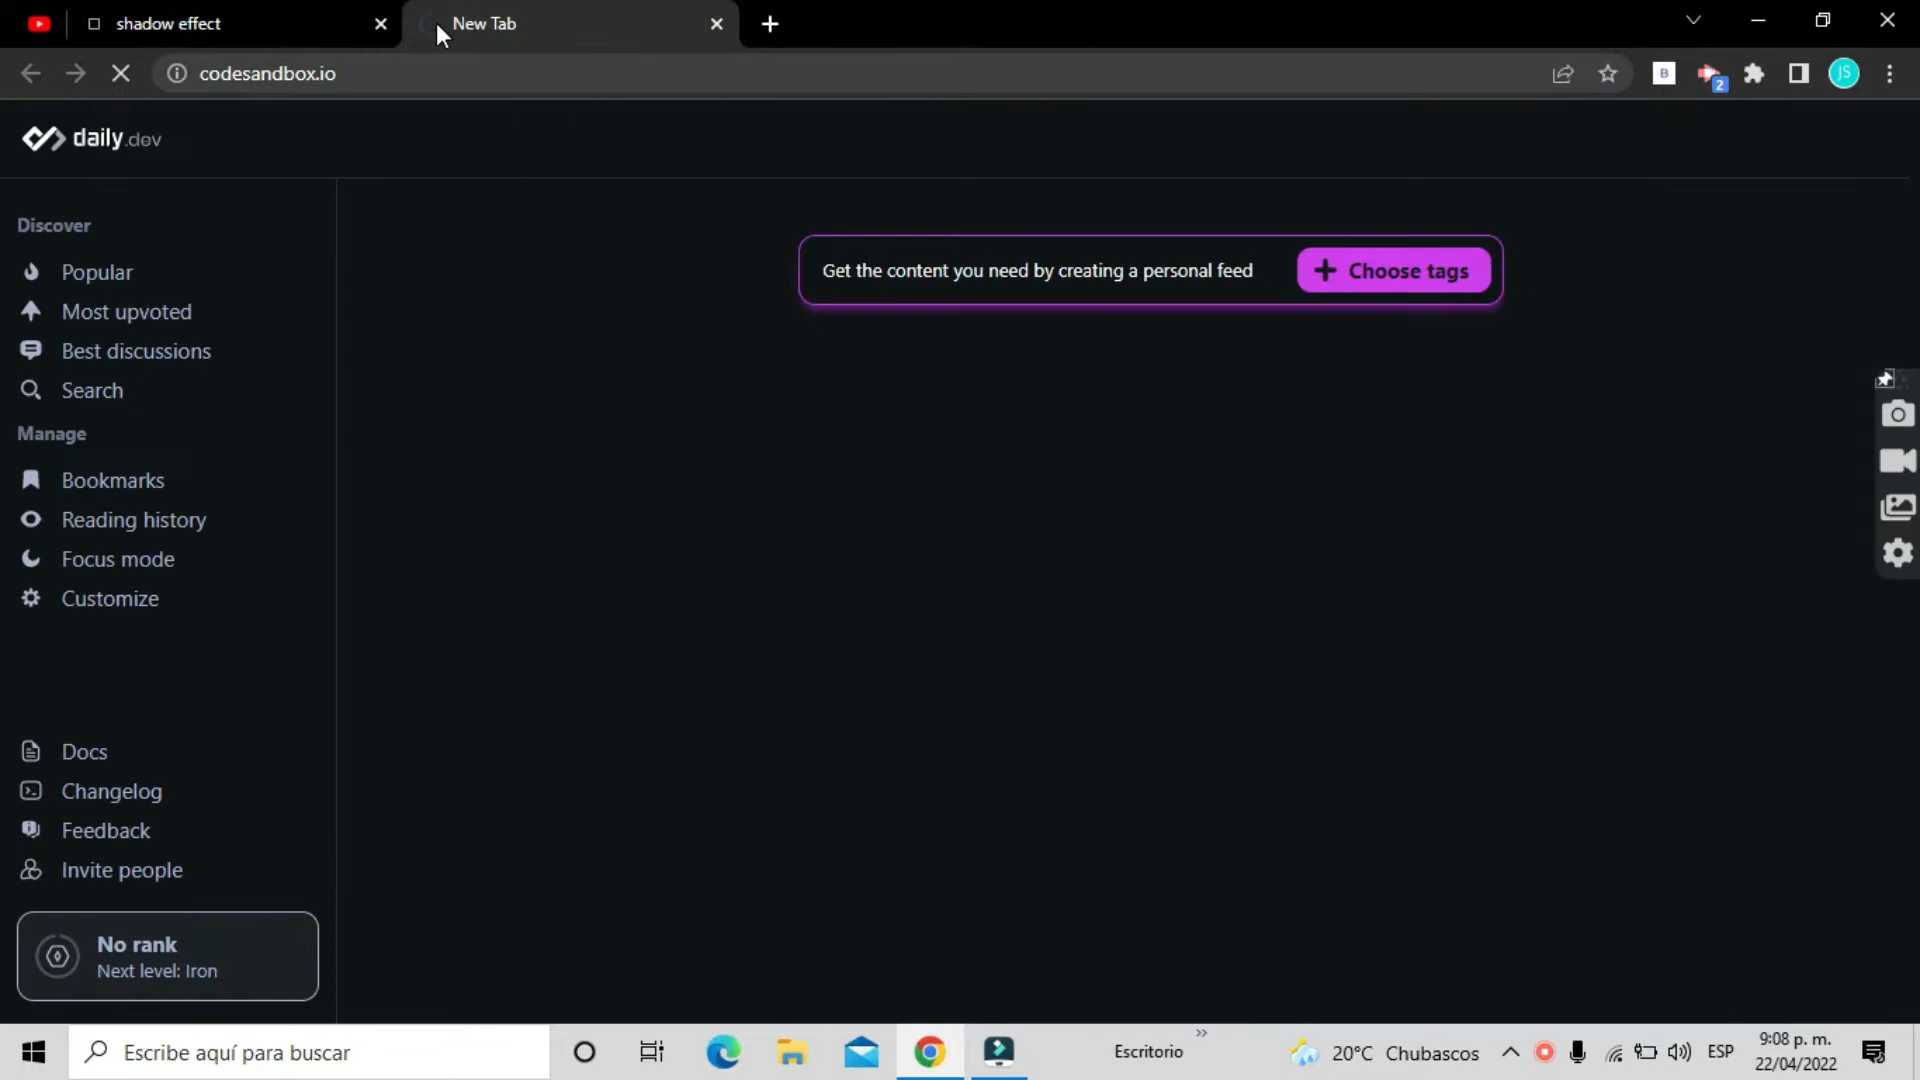 shadow effect
New Tab
codesandbox.io
B
2
JS
daily.dev
Discover
Popular
Most upvoted
Best discussions
Search
Manage
Bookmarks
Reading history
Focus mode
Customize
Get the content you need by creating a personal feed
Choose tags
Docs
Changelog
Feedback
Invite people
No rank
Next level: Iron
Escribe aquí para buscar
Escritorio
20°C Chubascos
ESP
9:08 p. m.
22/04/2022